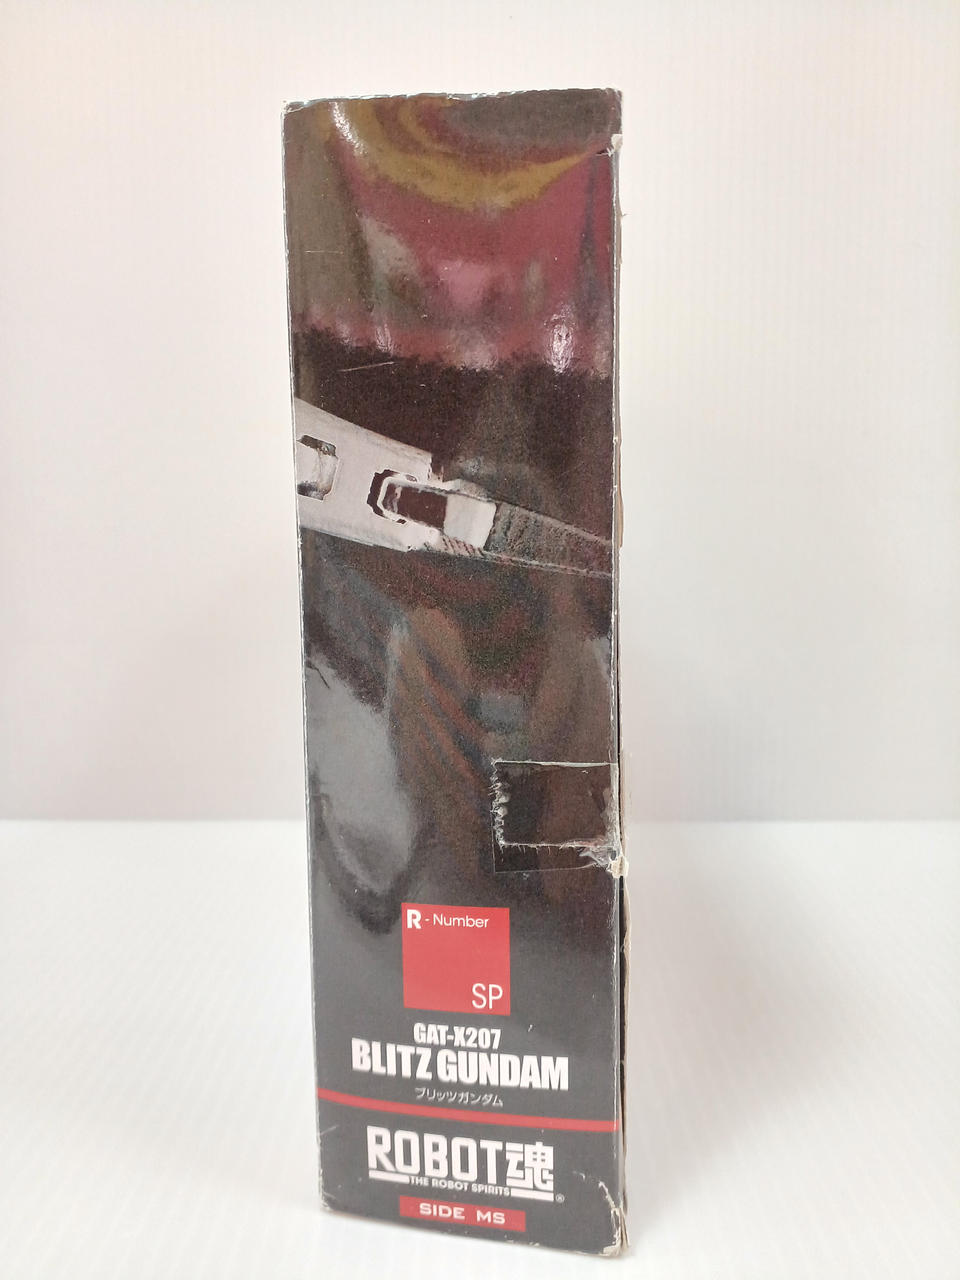 R - Number
SP
GAT-X207
BLITZ GUNDAM
ブリッツガンダム
ROBOT魂
THE ROBOT SPIRITS
®
SIDE MS